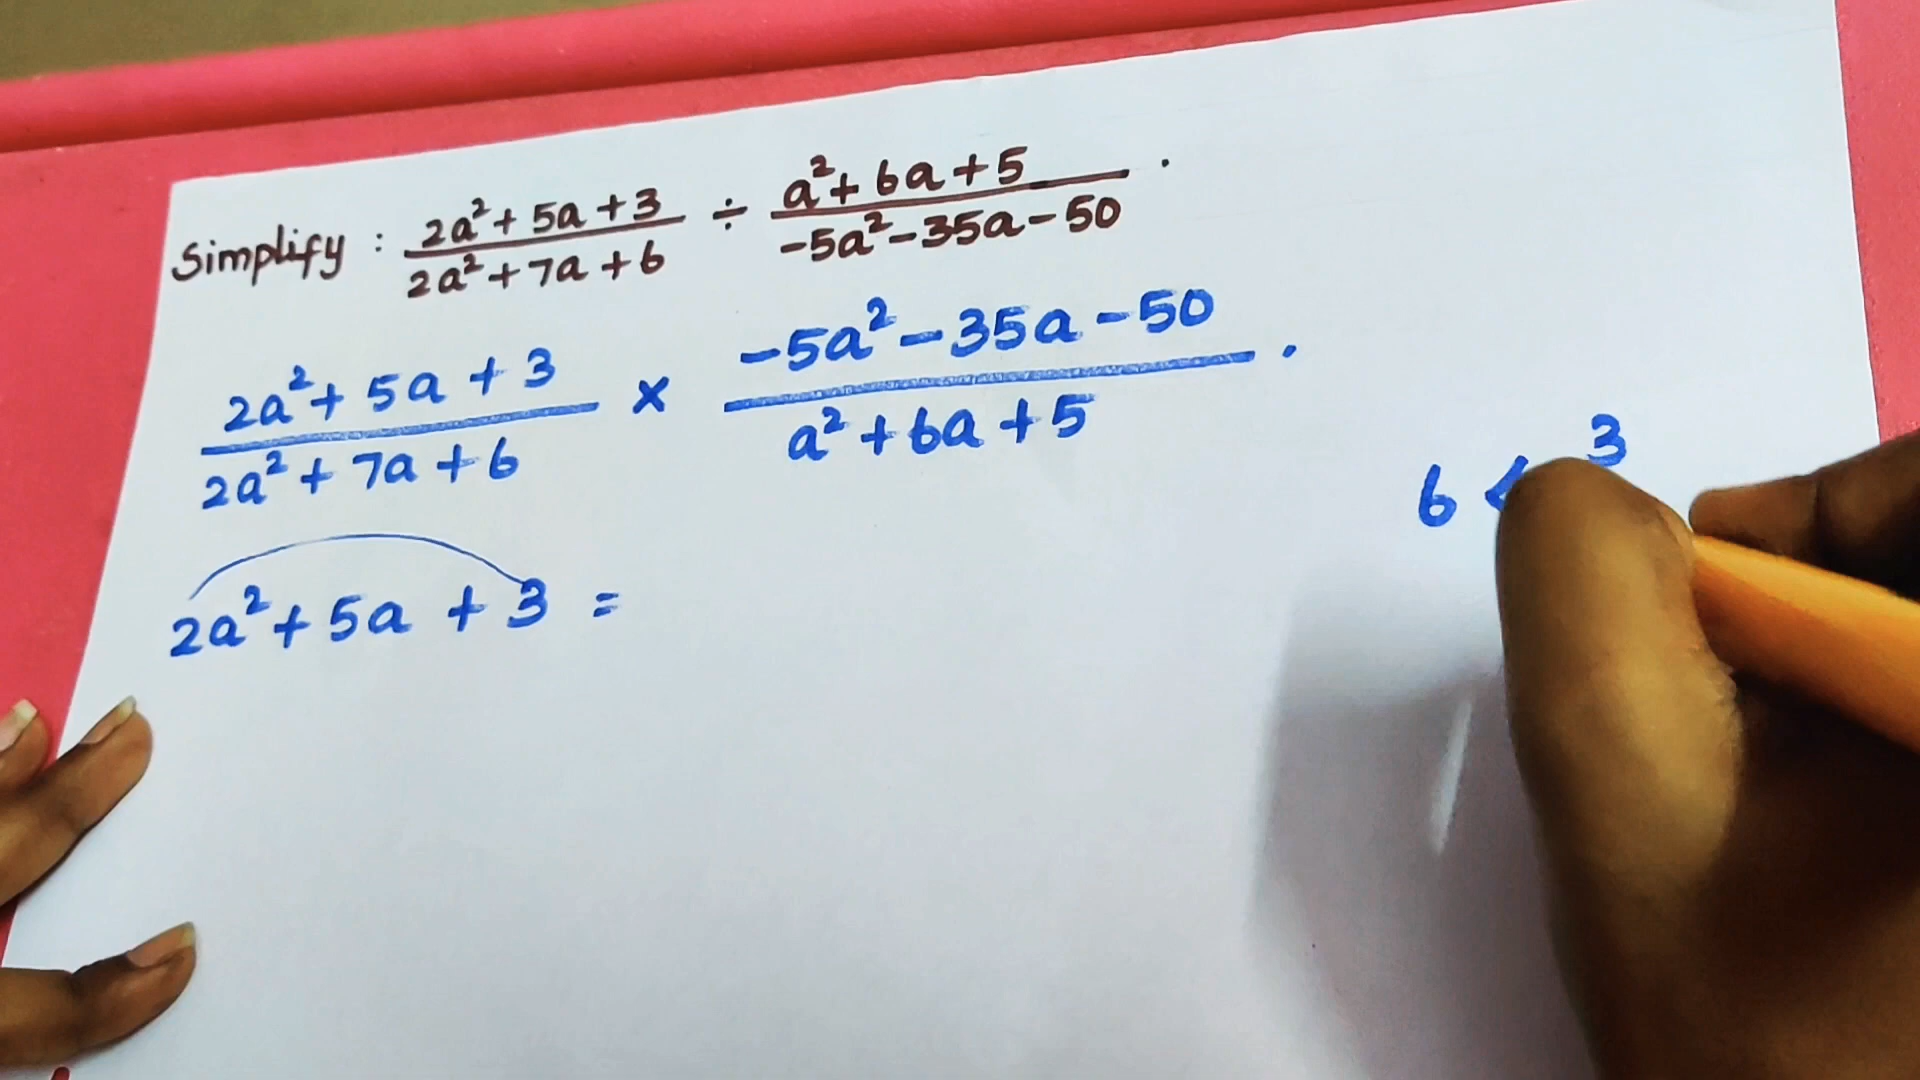 Simplify : 2a²+5a+3 / 2a²+7a+6 ÷ a²+6a+5 / -5a²-35a-50 .
2a²+5a+3 / 2a²+7a+6 × -5a²-35a-50 / a²+6a+5 .
6 < 3
2a²+5a+3 =